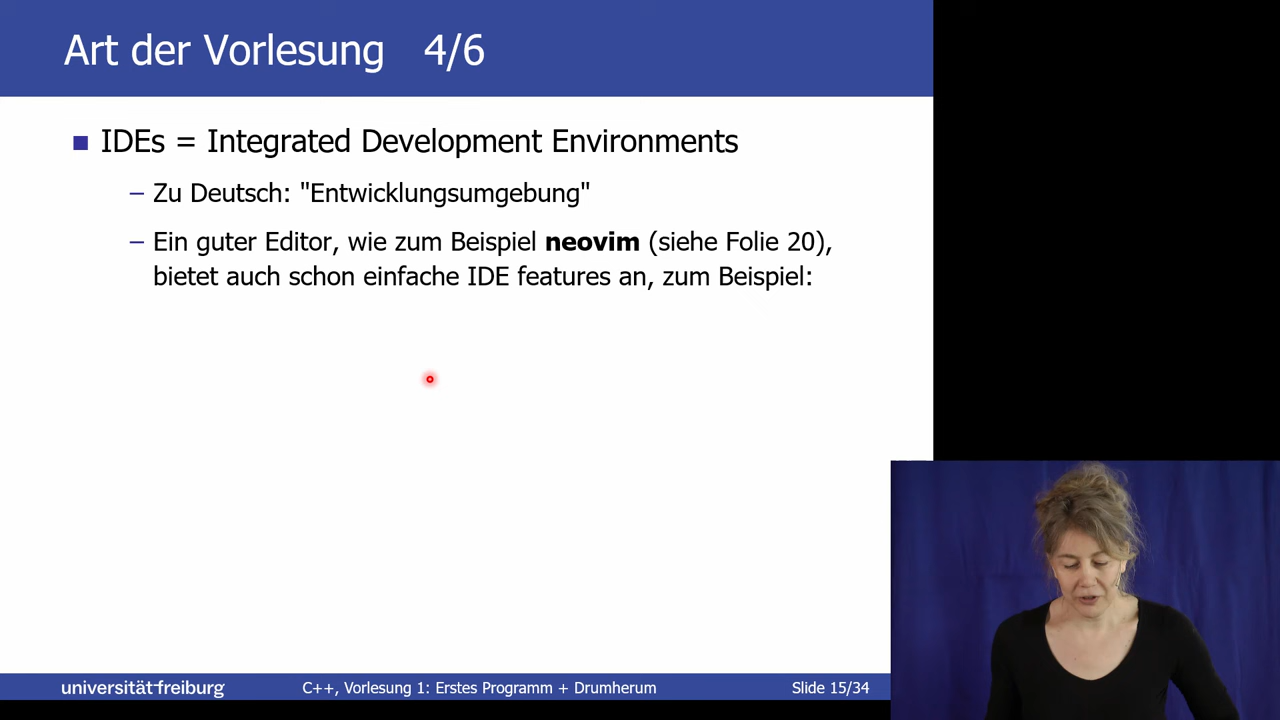 Art der Vorlesung 4/6
IDEs = Integrated Development Environments
– Zu Deutsch: "Entwicklungsumgebung"
– Ein guter Editor, wie zum Beispiel neovim (siehe Folie 20),
bietet auch schon einfache IDE features an, zum Beispiel:
universität freiburg
C++, Vorlesung 1: Erstes Programm + Drumherum
Slide 15/34